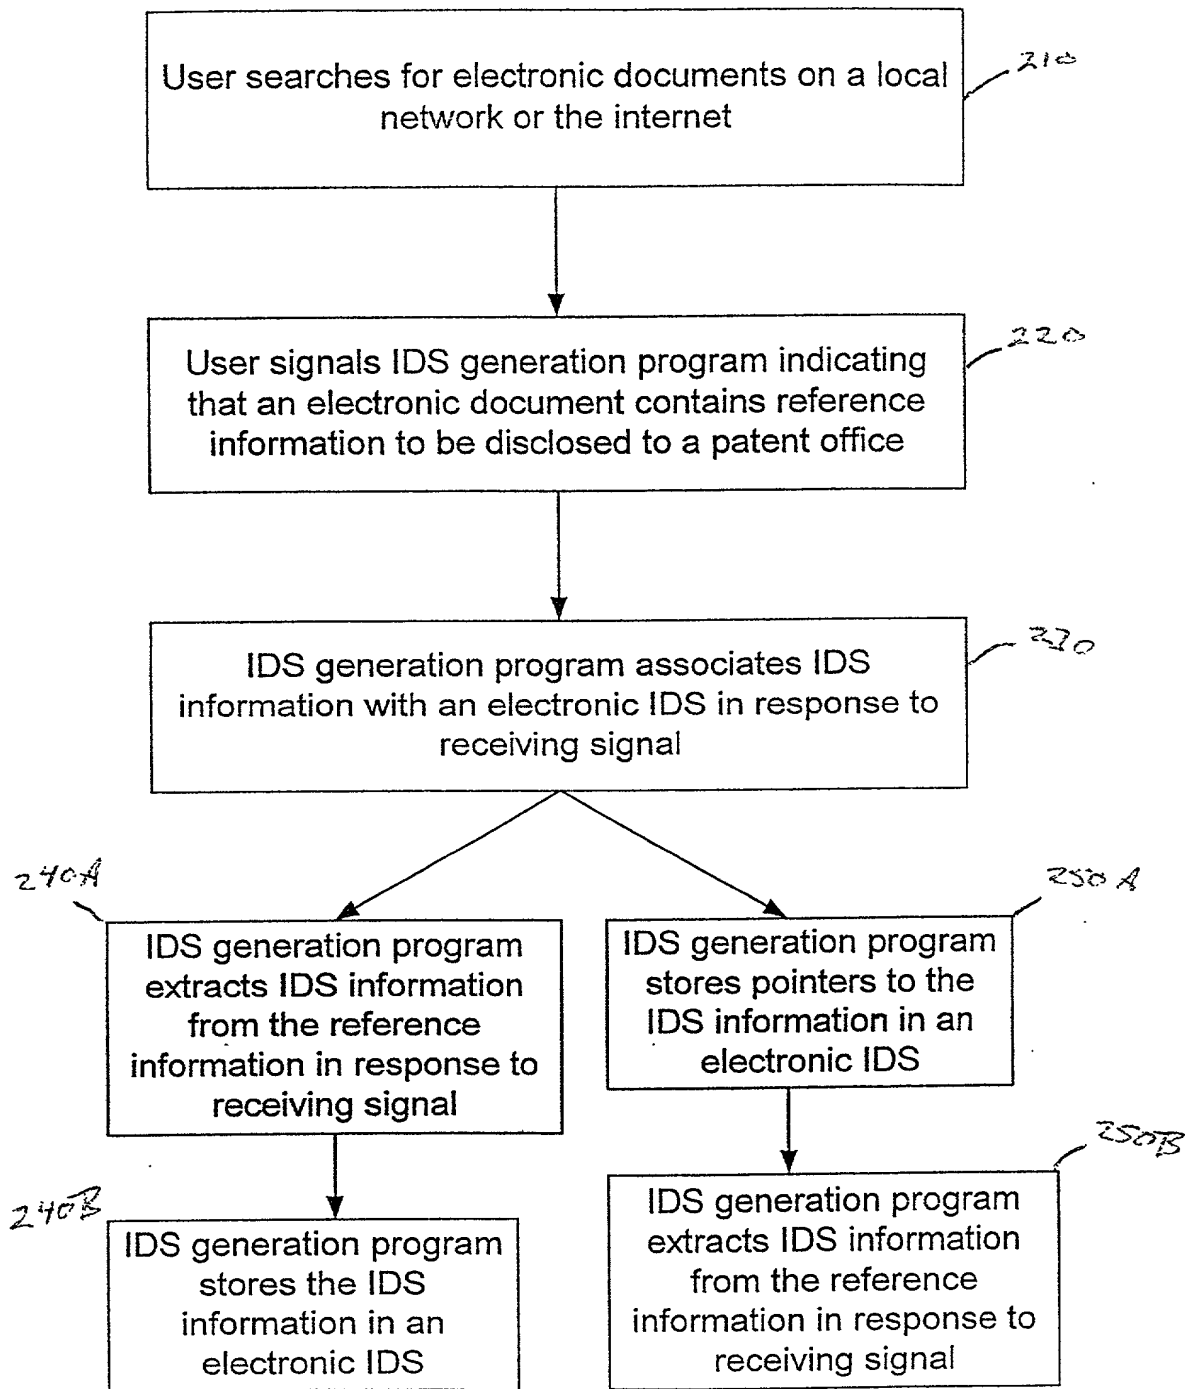 User searches for electronic documents on a local
network or the internet
210
User signals IDS generation program indicating
that an electronic document contains reference
information to be disclosed to a patent office
220
IDS generation program associates IDS
information with an electronic IDS in response to
receiving signal
230
240A
IDS generation program
extracts IDS information
from the reference
information in response to
receiving signal
250A
IDS generation program
stores pointers to the
IDS information in an
electronic IDS
240B
IDS generation program
stores the IDS
information in an
electronic IDS
250B
IDS generation program
extracts IDS information
from the reference
information in response to
receiving signal